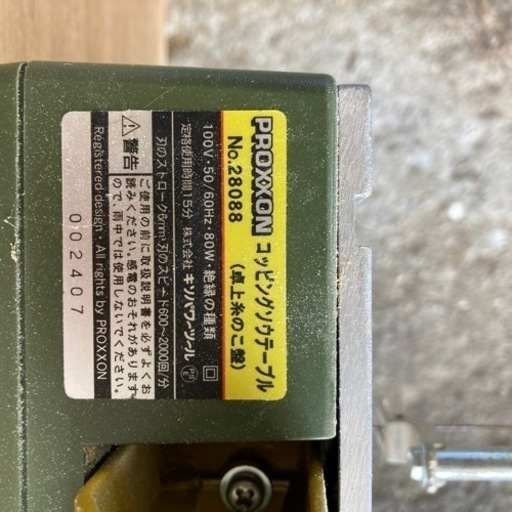 PROXXON コッピングソウテーブル
No.28088 (卓上糸のこ盤)
100V・50/60Hz・80W・絶縁の種類 回
定格使用時間15分 株式会社 キソパワーツール
刃のストローク6mm・刃のスピード600〜2000回/分
警告
ご使用の前に取扱説明書を必ずよくお
読みください。感電のおそれがあります
ので、雨中では使用しないでください。
Registered design・All rights by PROXXON
002407